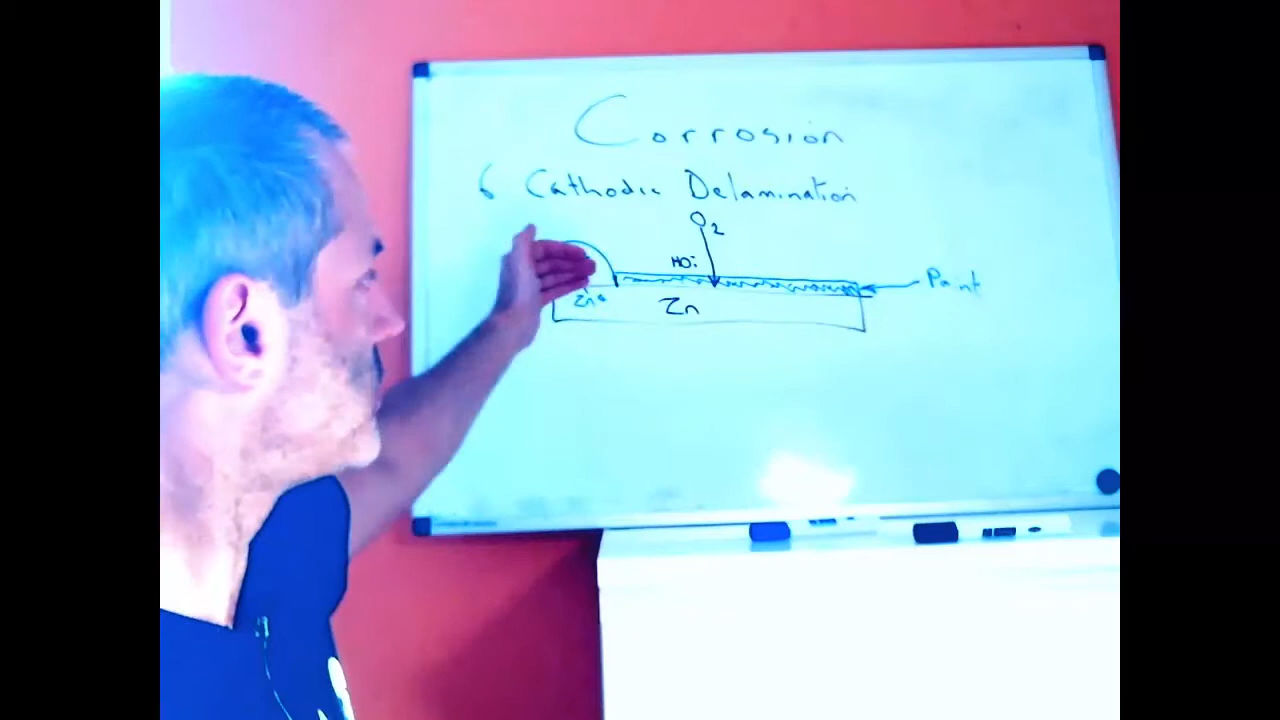 Corrosion
6 Cathodic Delamination
O2
HO-
Paint
Zn